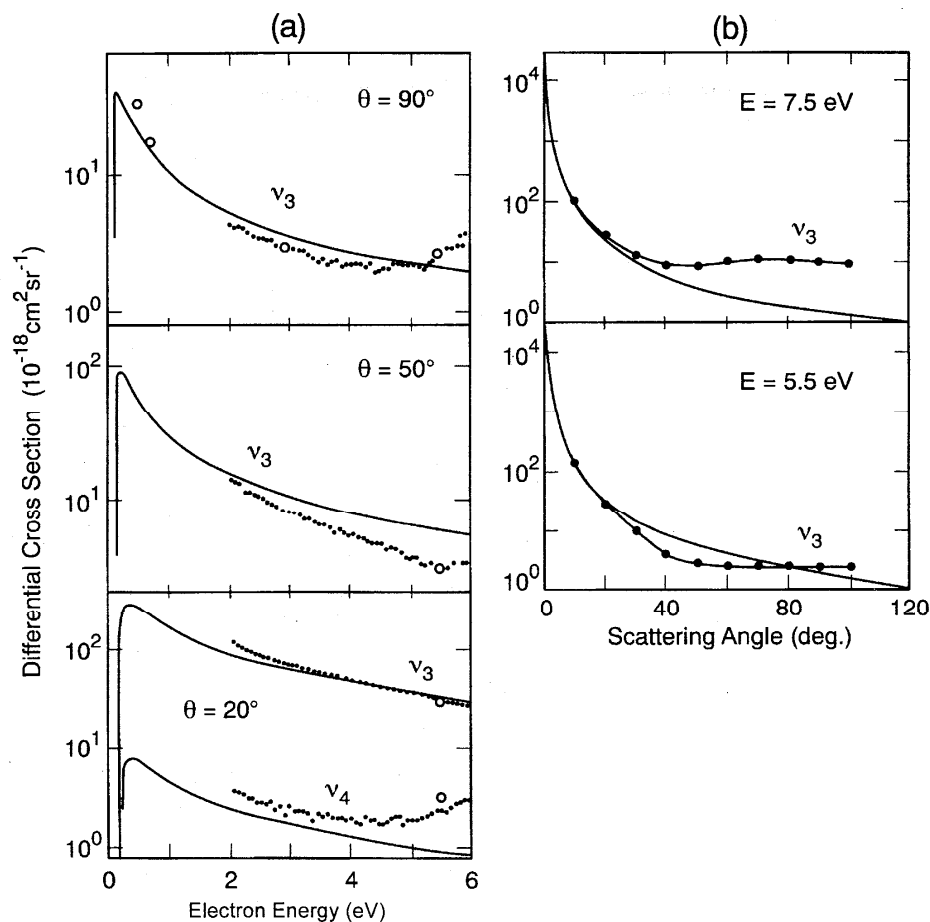 (a)
(b)
Differential Cross Section (10⁻¹⁸cm²sr⁻¹)
θ = 90°
ν₃
10¹
10⁰
θ = 50°
ν₃
10²
10¹
θ = 20°
ν₃
ν₄
10²
10¹
10⁰
0 2 4 6
Electron Energy (eV)
10⁴
E = 7.5 eV
10²
ν₃
10⁰
10⁴
E = 5.5 eV
10²
ν₃
10⁰
0 40 80 120
Scattering Angle (deg.)